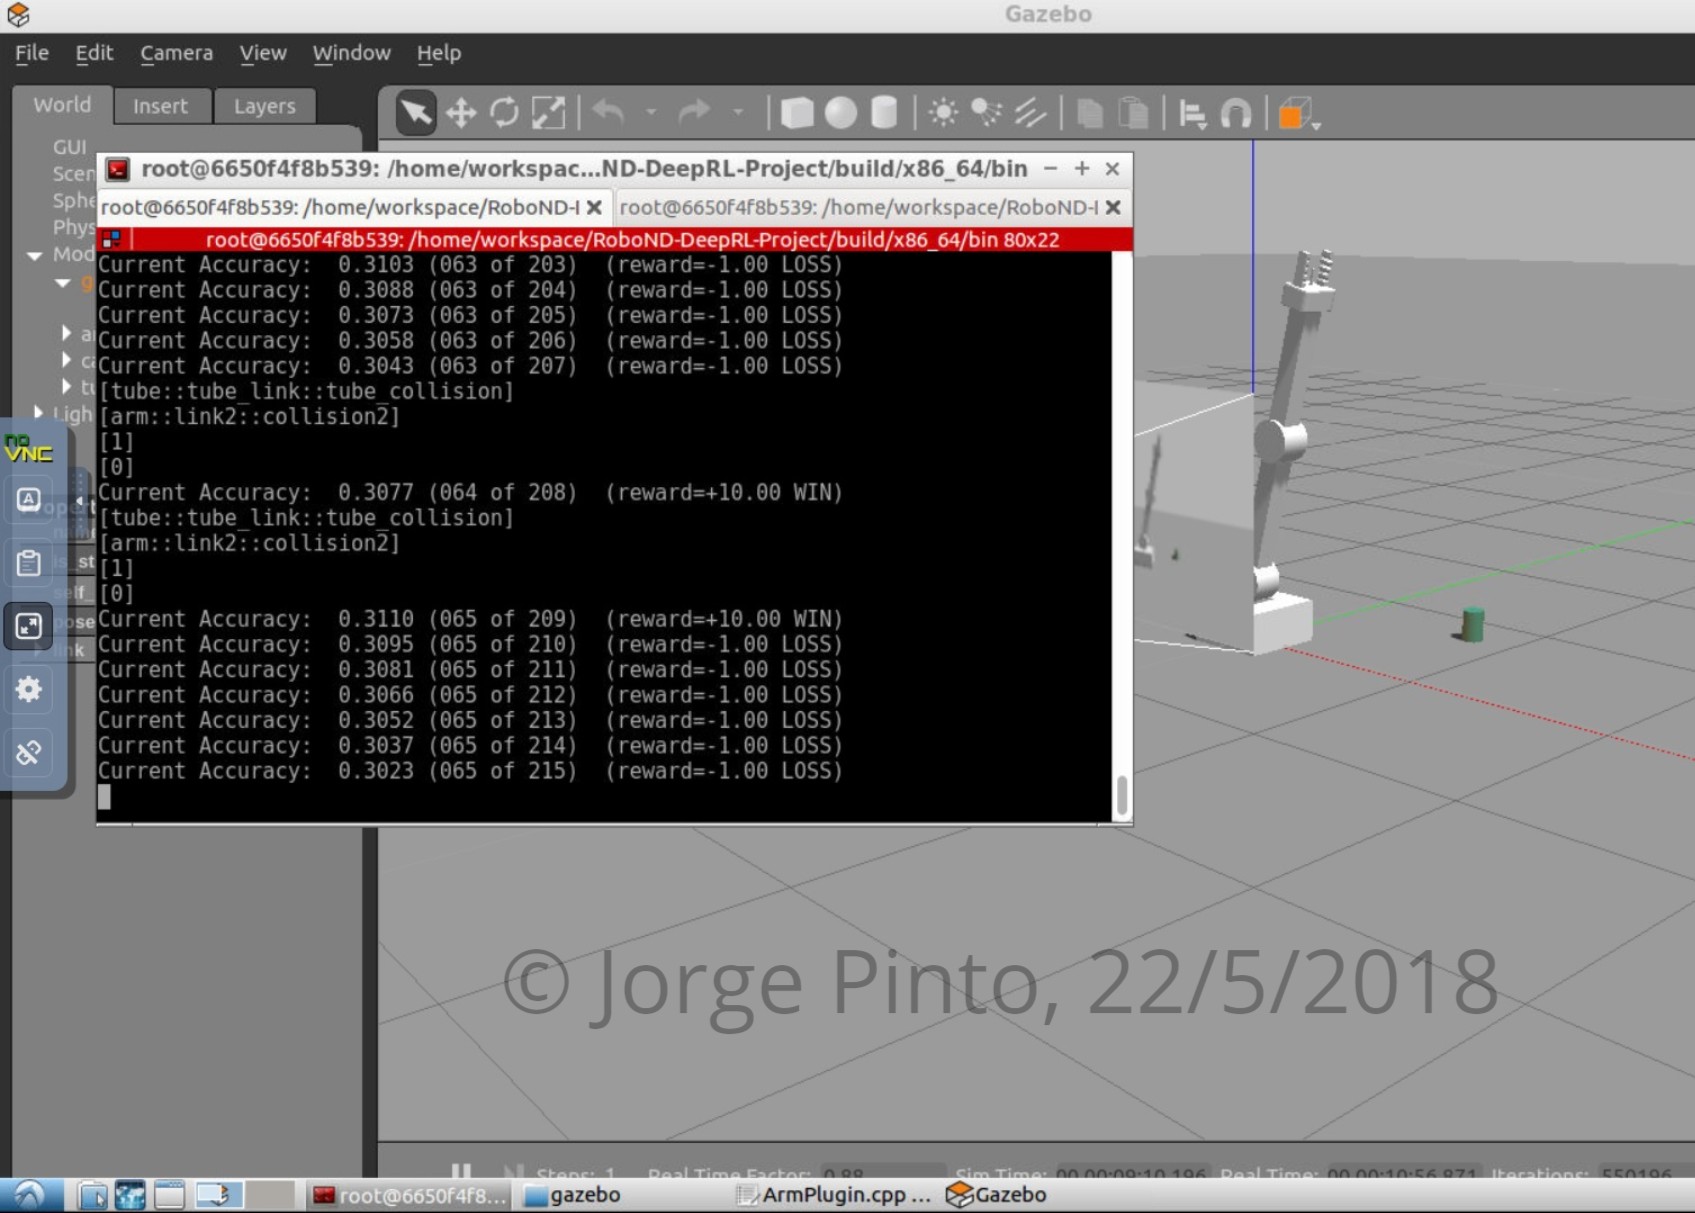 Gazebo
File Edit Camera View Window Help
World Insert Layers
GUI
Scen
Sphe
Phys
Mod
g
Ligh
root@6650f4f8b539: /home/workspac...ND-DeepRL-Project/build/x86_64/bin
root@6650f4f8b539: /home/workspace/RoboND-I root@6650f4f8b539: /home/workspace/RoboND-I
root@6650f4f8b539: /home/workspace/RoboND-DeepRL-Project/build/x86_64/bin 80x22
Current Accuracy:  0.3103 (063 of 203)  (reward=-1.00 LOSS)
Current Accuracy:  0.3088 (063 of 204)  (reward=-1.00 LOSS)
Current Accuracy:  0.3073 (063 of 205)  (reward=-1.00 LOSS)
Current Accuracy:  0.3058 (063 of 206)  (reward=-1.00 LOSS)
Current Accuracy:  0.3043 (063 of 207)  (reward=-1.00 LOSS)
[tube::tube_link::tube_collision]
[arm::link2::collision2]
[1]
[0]
Current Accuracy:  0.3077 (064 of 208)  (reward=+10.00 WIN)
[tube::tube_link::tube_collision]
[arm::link2::collision2]
[1]
[0]
Current Accuracy:  0.3110 (065 of 209)  (reward=+10.00 WIN)
Current Accuracy:  0.3095 (065 of 210)  (reward=-1.00 LOSS)
Current Accuracy:  0.3081 (065 of 211)  (reward=-1.00 LOSS)
Current Accuracy:  0.3066 (065 of 212)  (reward=-1.00 LOSS)
Current Accuracy:  0.3052 (065 of 213)  (reward=-1.00 LOSS)
Current Accuracy:  0.3037 (065 of 214)  (reward=-1.00 LOSS)
Current Accuracy:  0.3023 (065 of 215)  (reward=-1.00 LOSS)
no
VNC
A
is_st
self_
pose
link
© Jorge Pinto, 22/5/2018
Steps: 1 Real Time Factor: 0.88 Sim Time: 00 00:09:10.196 Real Time: 00 00:10:56.871 Iterations: 550196
root@6650f4f8... gazebo ArmPlugin.cpp ... Gazebo